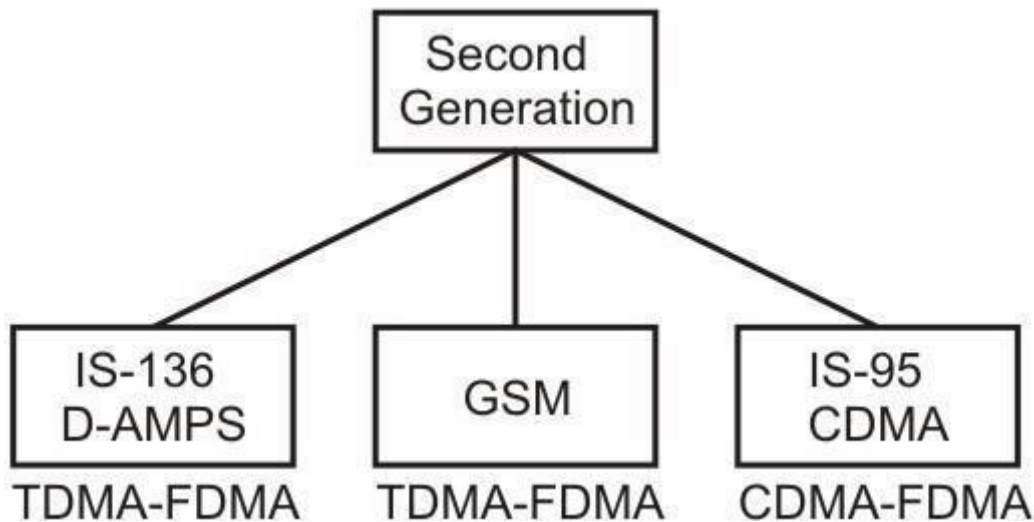 Second
Generation
IS-136
D-AMPS
GSM
IS-95
CDMA
TDMA-FDMA
TDMA-FDMA
CDMA-FDMA